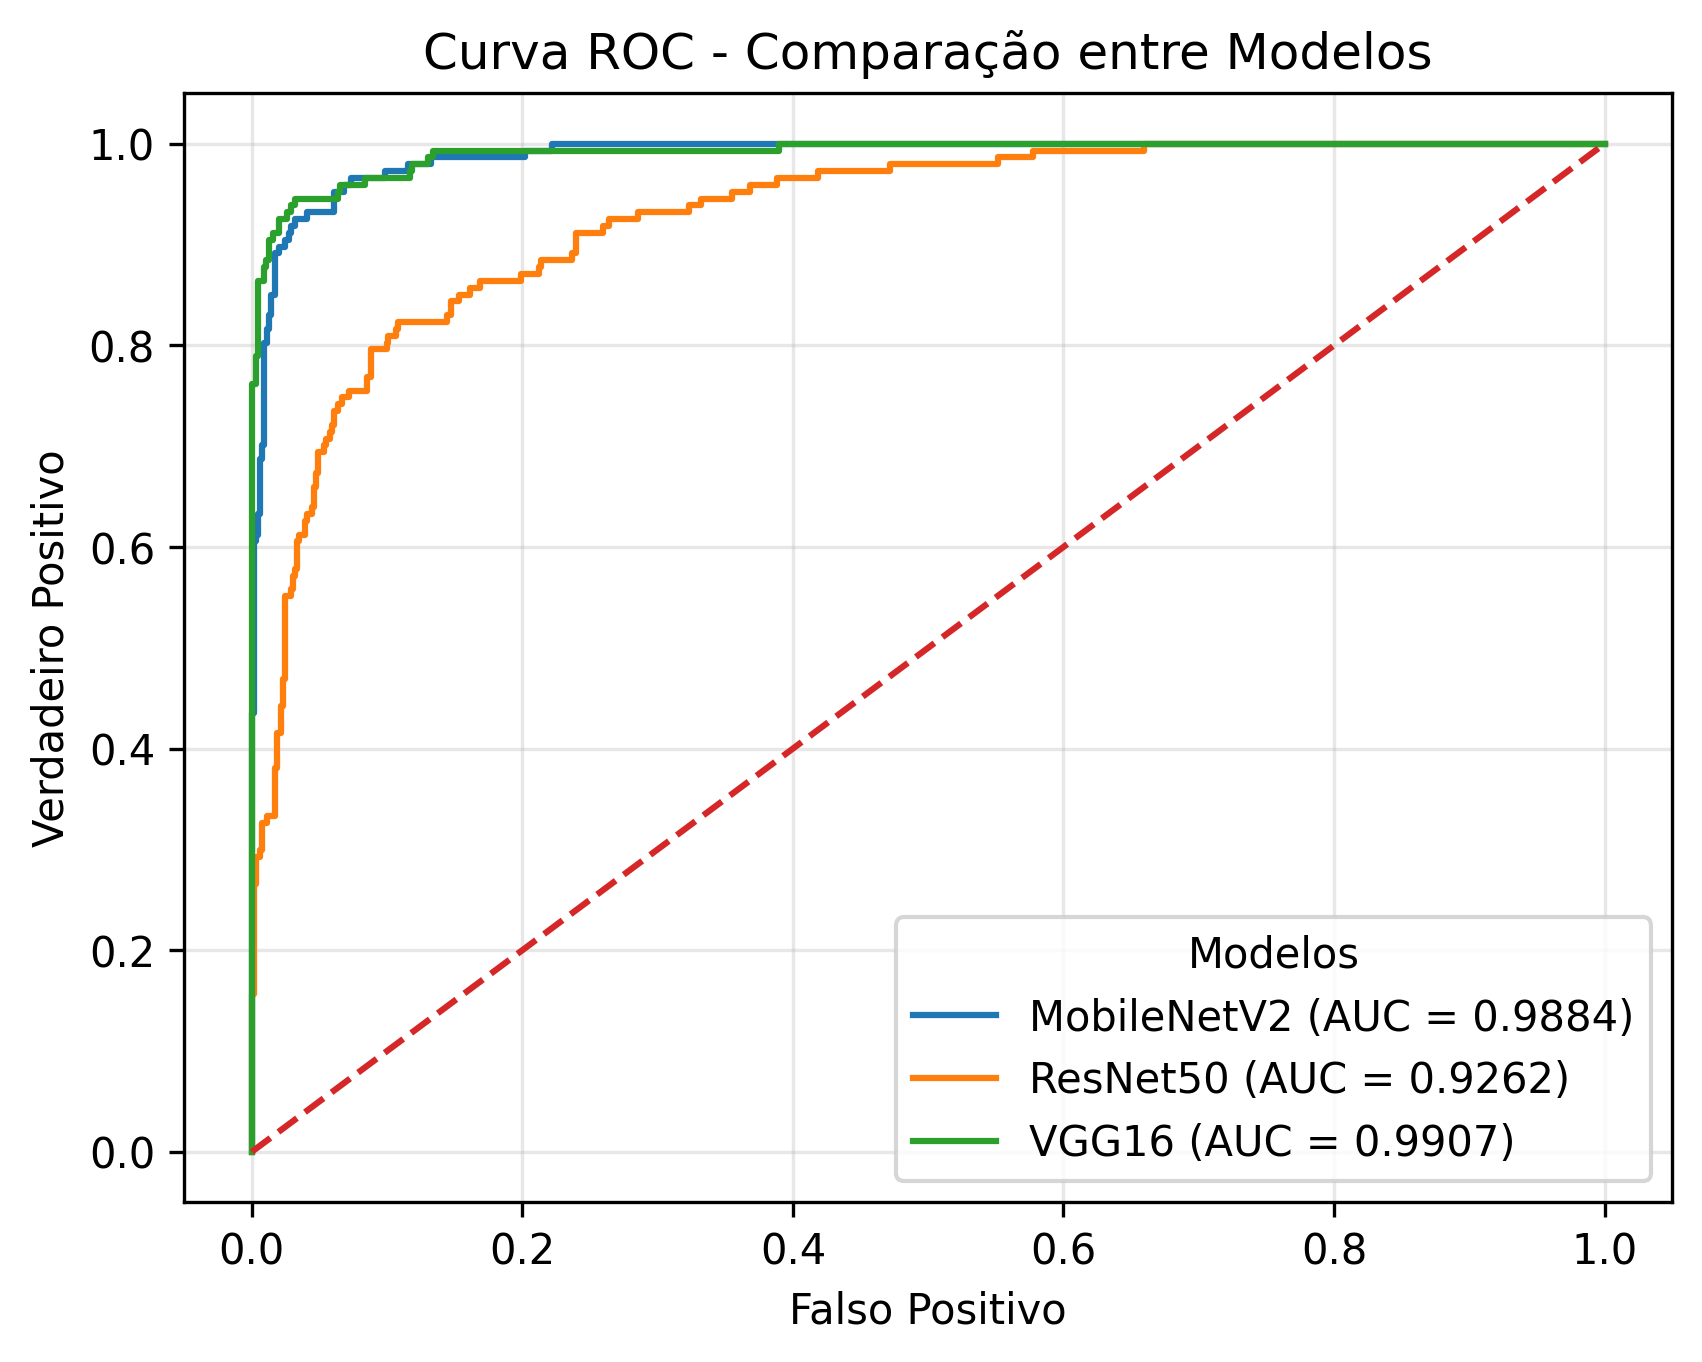 Curva ROC - Comparação entre Modelos
1.0
0.8
0.6
0.4
0.2
0.0
Verdadeiro Positivo
0.0 0.2 0.4 0.6 0.8 1.0
Falso Positivo
Modelos
MobileNetV2 (AUC = 0.9884)
ResNet50 (AUC = 0.9262)
VGG16 (AUC = 0.9907)